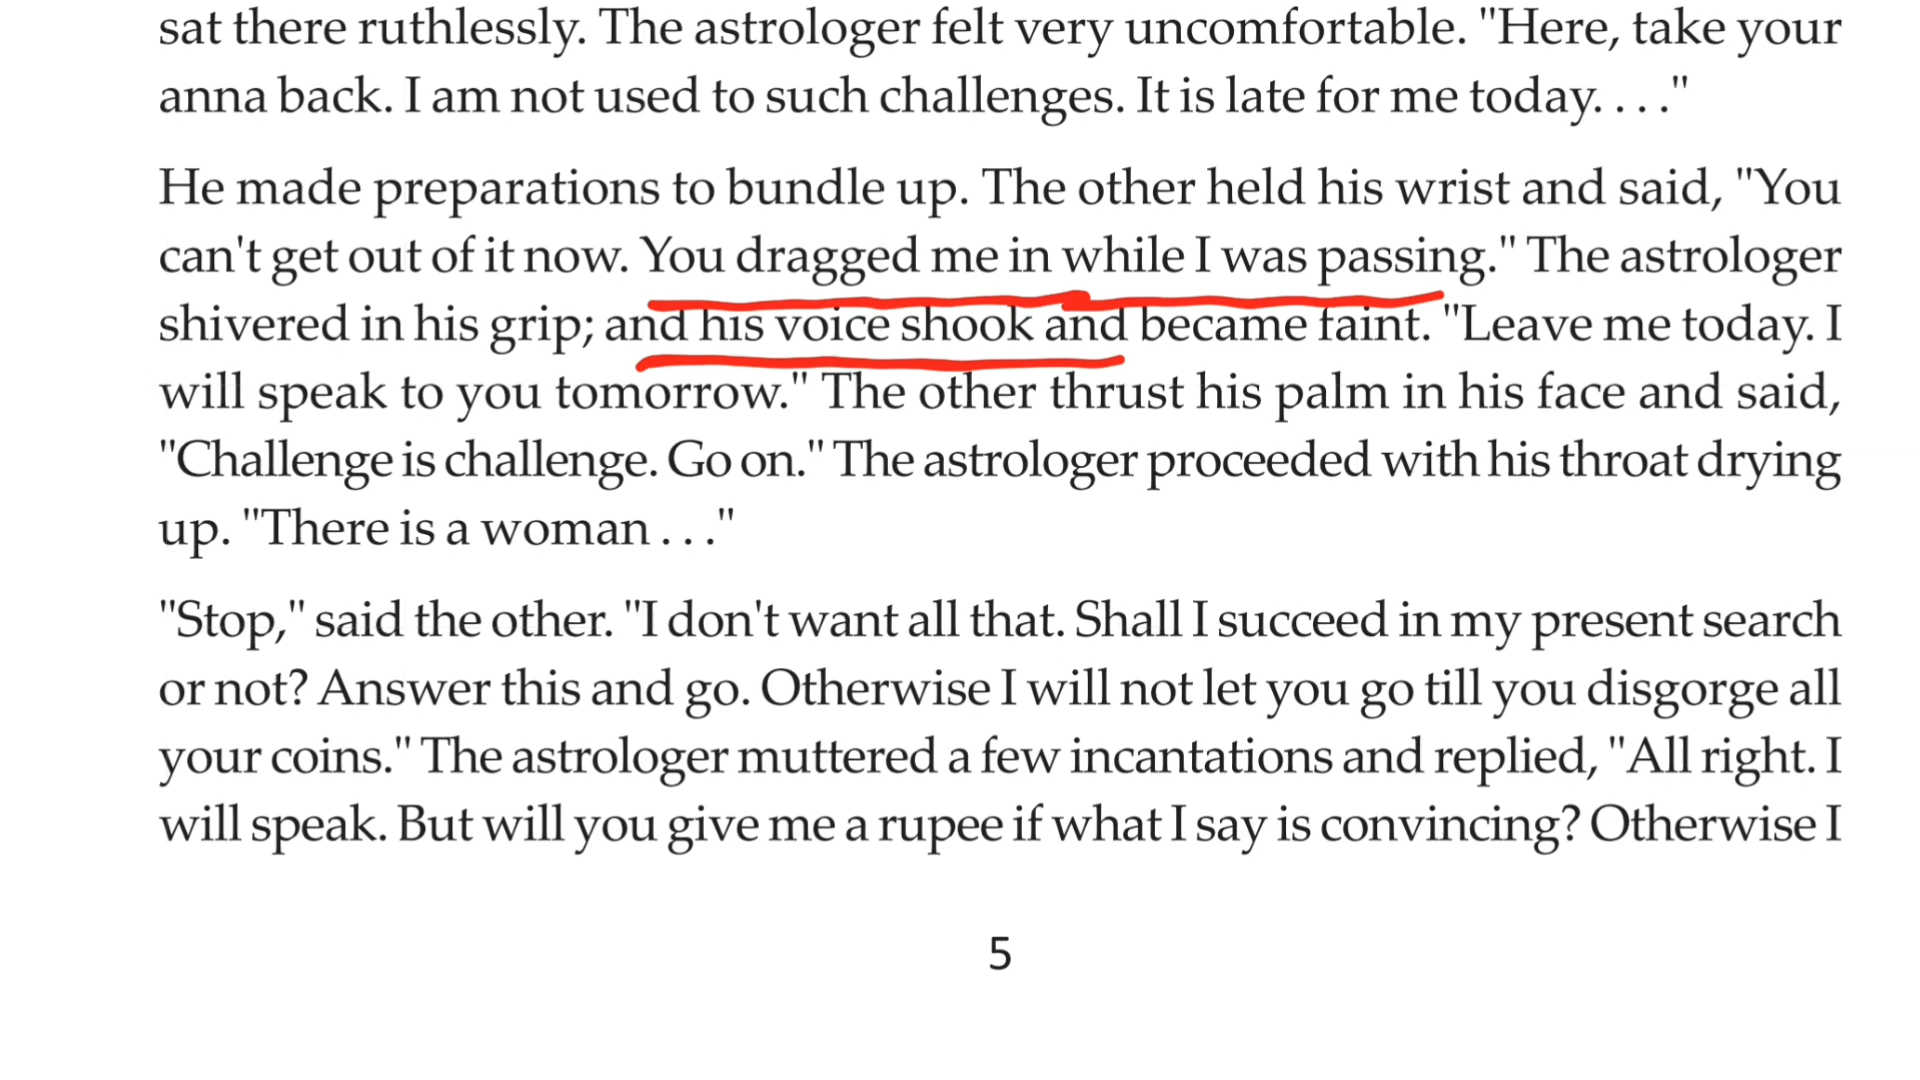 sat there ruthlessly. The astrologer felt very uncomfortable. "Here, take your
anna back. I am not used to such challenges. It is late for me today. . . ."
He made preparations to bundle up. The other held his wrist and said, "You
can't get out of it now. You dragged me in while I was passing." The astrologer
shivered in his grip; and his voice shook and became faint. "Leave me today. I
will speak to you tomorrow." The other thrust his palm in his face and said,
"Challenge is challenge. Go on." The astrologer proceeded with his throat drying
up. "There is a woman . . ."
"Stop," said the other. "I don't want all that. Shall I succeed in my present search
or not? Answer this and go. Otherwise I will not let you go till you disgorge all
your coins." The astrologer muttered a few incantations and replied, "All right. I
will speak. But will you give me a rupee if what I say is convincing? Otherwise I
5